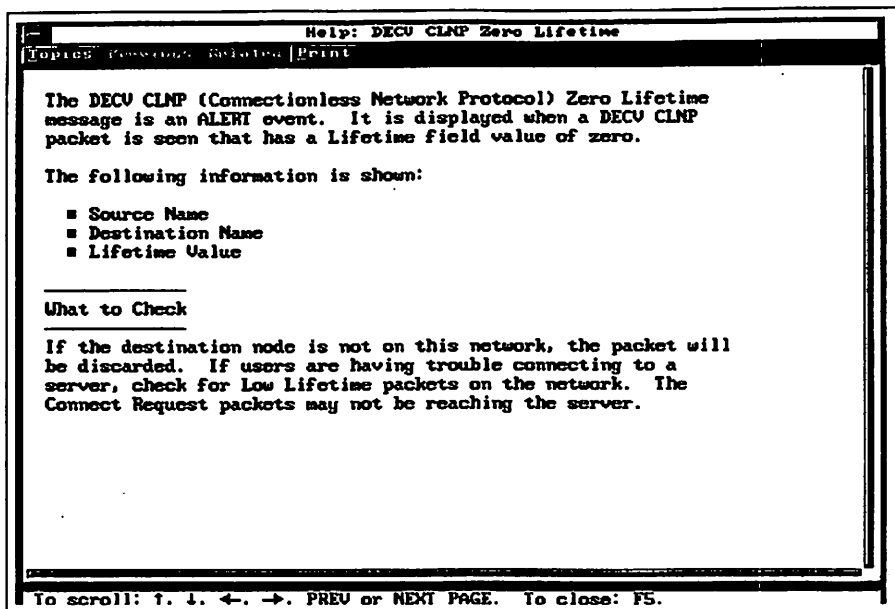 Help: DECV CLNP Zero Lifetime
Topics Previous Related Print
The DECV CLNP (Connectionless Network Protocol) Zero Lifetime
message is an ALERT event. It is displayed when a DECV CLNP
packet is seen that has a Lifetime field value of zero.
The following information is shown:
■ Source Name
■ Destination Name
■ Lifetime Value
What to Check
If the destination node is not on this network, the packet will
be discarded. If users are having trouble connecting to a
server, check for Low Lifetime packets on the network. The
Connect Request packets may not be reaching the server.
To scroll: ↑, ↓, ←, →, PREV or NEXT PAGE. To close: F5.